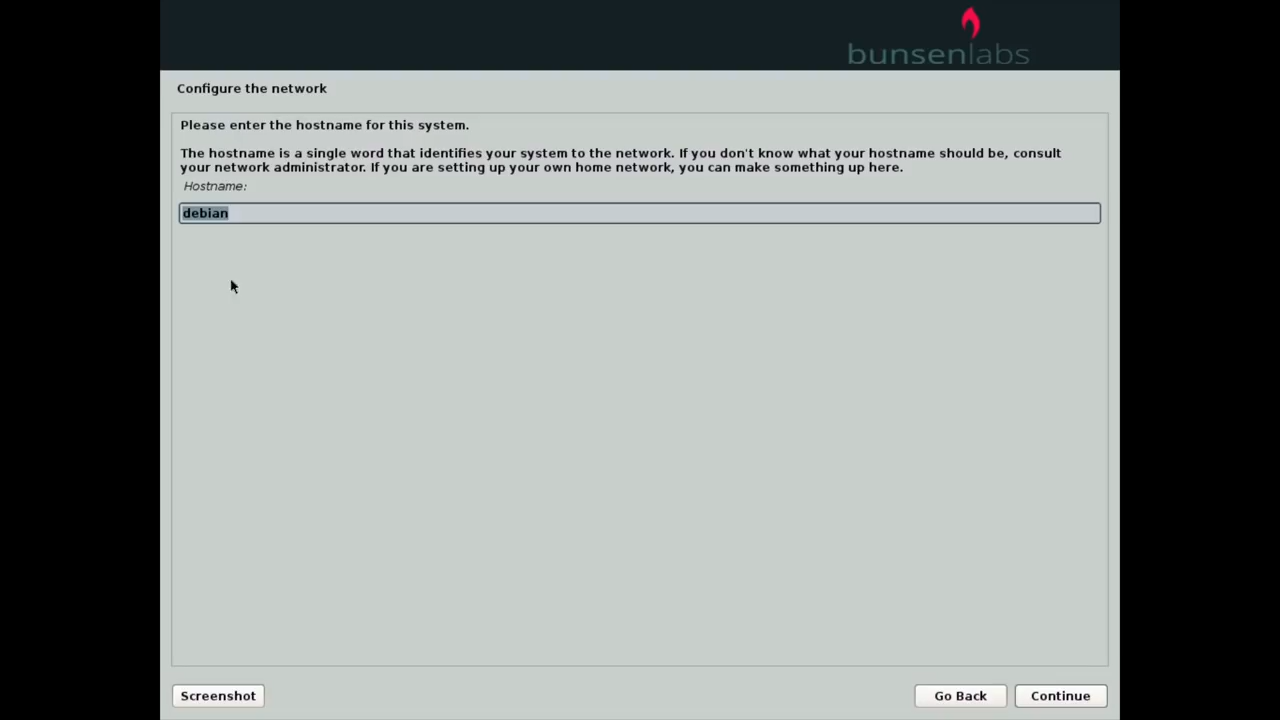 bunsenlabs
Configure the network
Please enter the hostname for this system.
The hostname is a single word that identifies your system to the network. If you don't know what your hostname should be, consult
your network administrator. If you are setting up your own home network, you can make something up here.
Hostname:
debian
Screenshot
Go Back
Continue